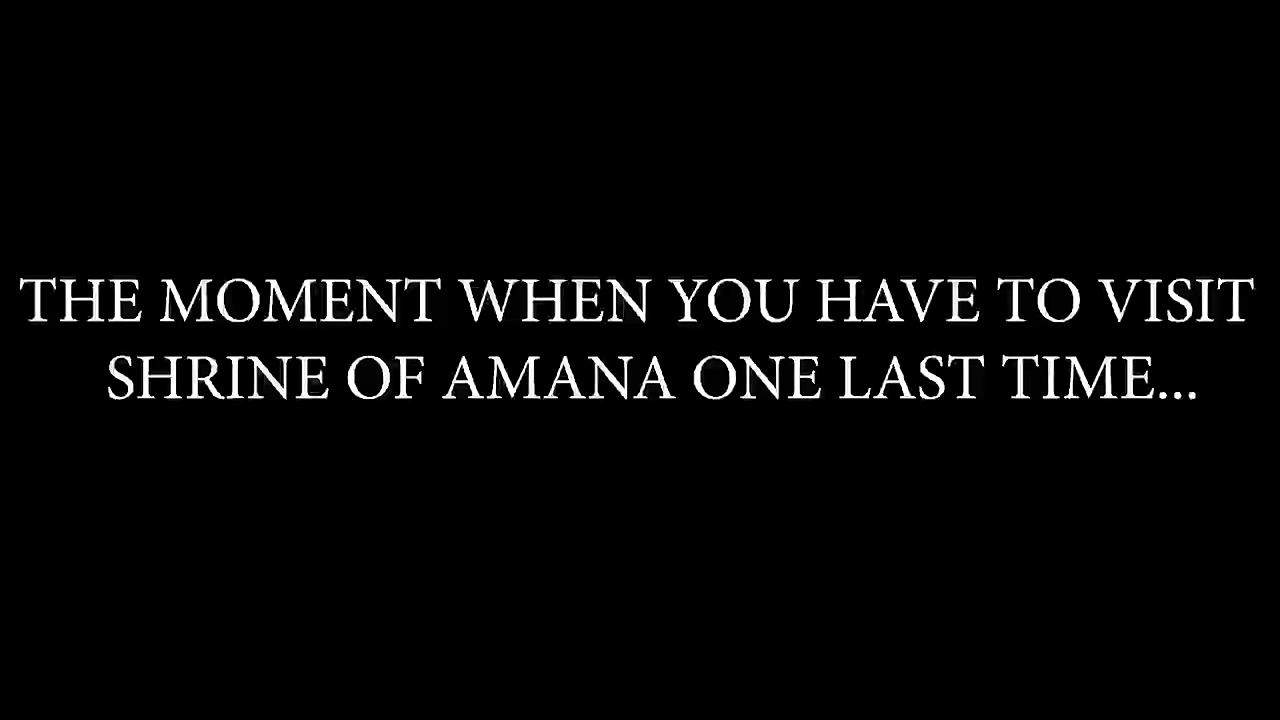 THE MOMENT WHEN YOU HAVE TO VISIT
SHRINE OF AMANA ONE LAST TIME...